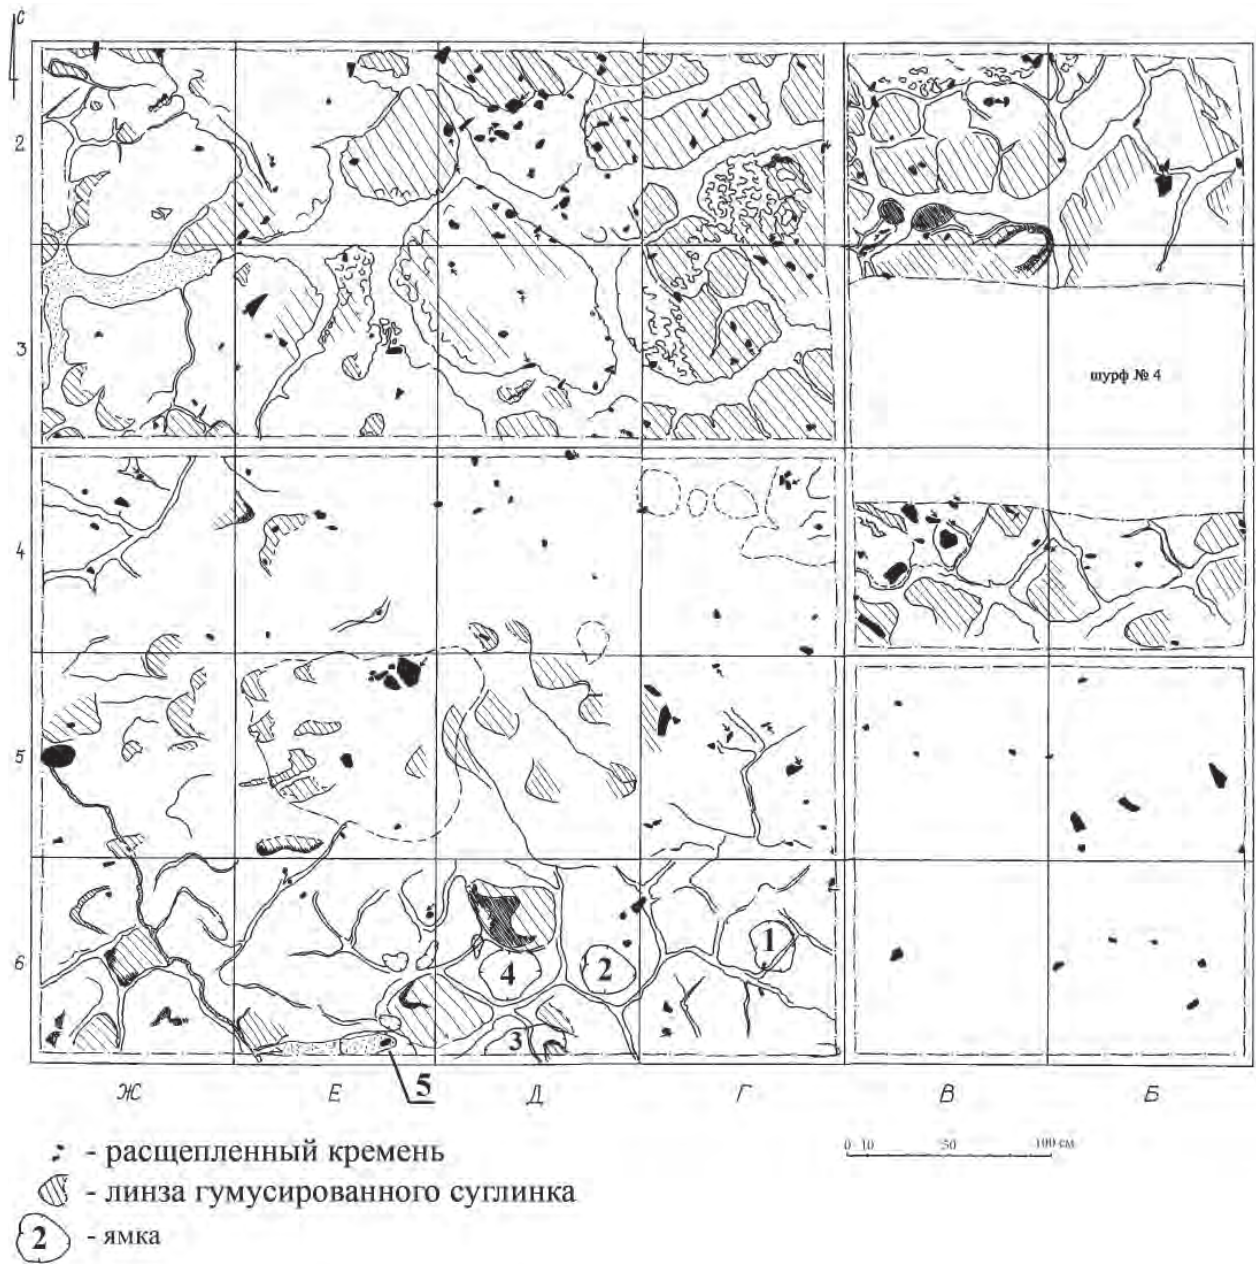 С
2
3
шурф № 4
4
5
6
1
2
4
3
5
Ж Е Д Г В Б
0 10 50 100 см
- расщепленный кремень
- линза гумусированного суглинка
2 - ямка